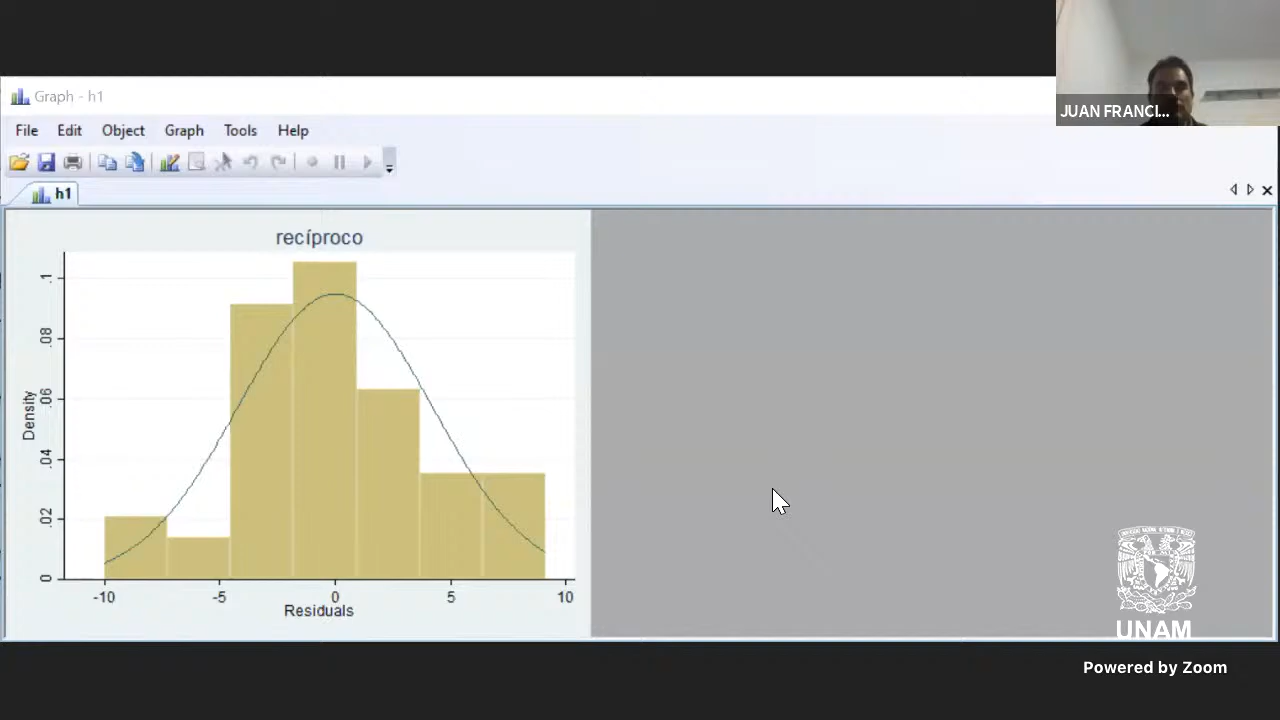 JUAN FRANCI...
Graph - h1
File Edit Object Graph Tools Help
h1
recíproco
Density
0 .02 .04 .06 .08 .1
-10 -5 0 5 10
Residuals
UNAM
Powered by Zoom